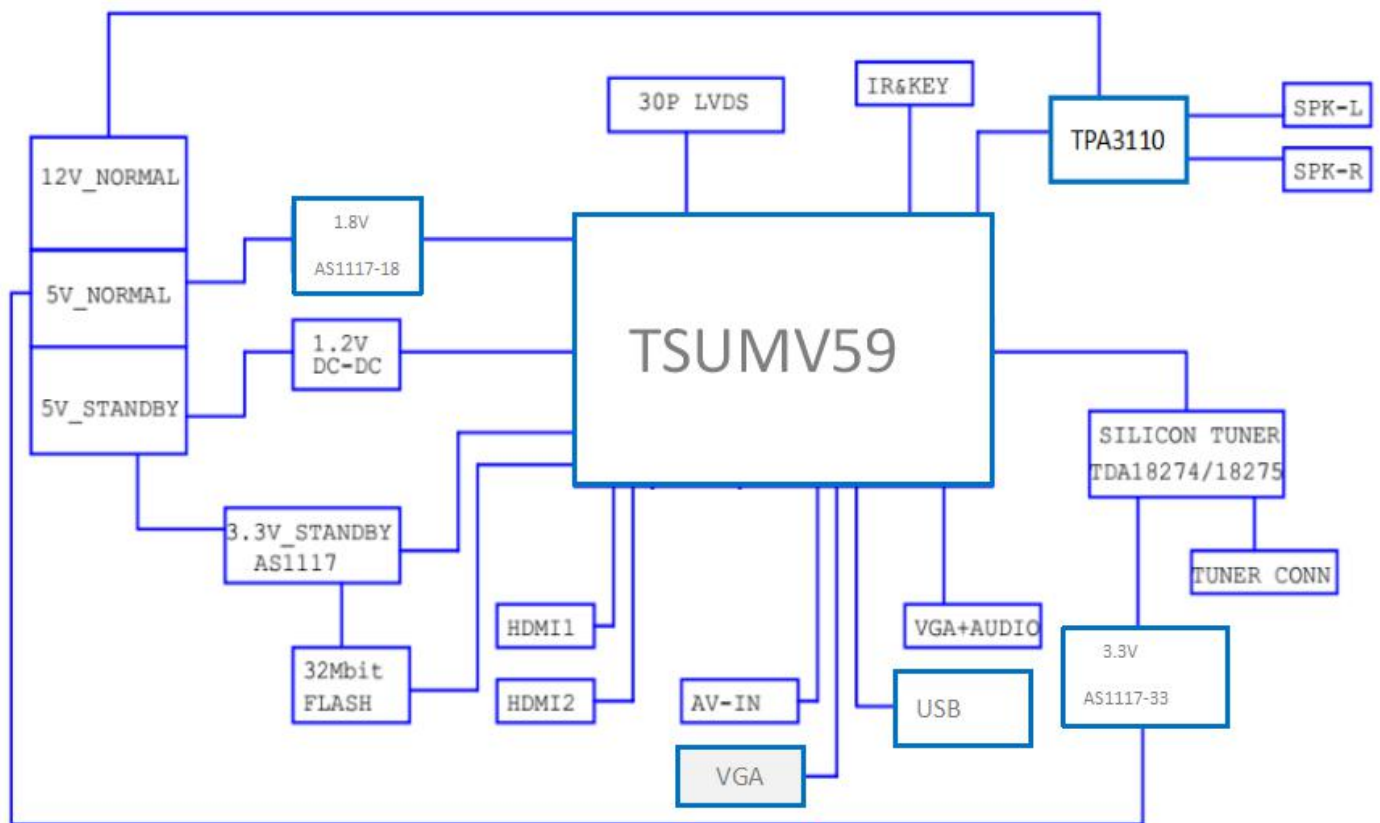 30P LVDS
IR&KEY
SPK-L
TPA3110
SPK-R
12V_NORMAL
1.8V
AS1117-18
5V_NORMAL
TSUMV59
1.2V
DC-DC
5V_STANDBY
SILICON TUNER
TDA18274/18275
3.3V_STANDBY
AS1117
TUNER CONN
HDMI1
VGA+AUDIO
3.3V
AS1117-33
32Mbit
FLASH
HDMI2
AV-IN
USB
VGA